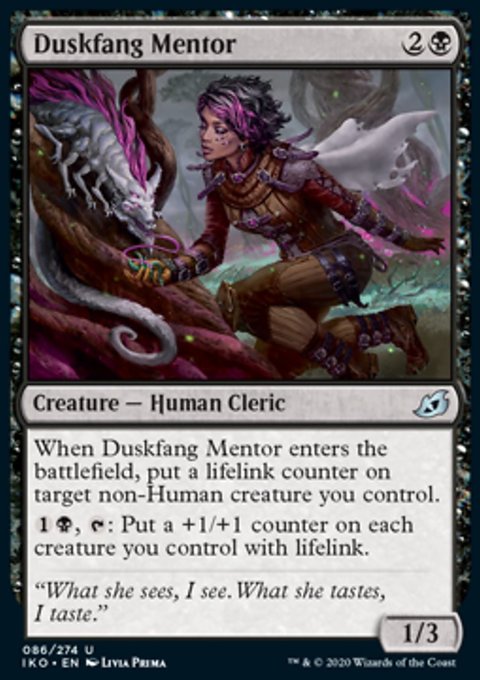 Duskfang Mentor 2
Creature — Human Cleric
When Duskfang Mentor enters the
battlefield, put a lifelink counter on
target non-Human creature you control.
1, : Put a +1/+1 counter on each
creature you control with lifelink.
“What she sees, I see. What she tastes,
I taste.”
1/3
086/274 U
IKO • EN Livia Prima
™ & © 2020 Wizards of the Coast